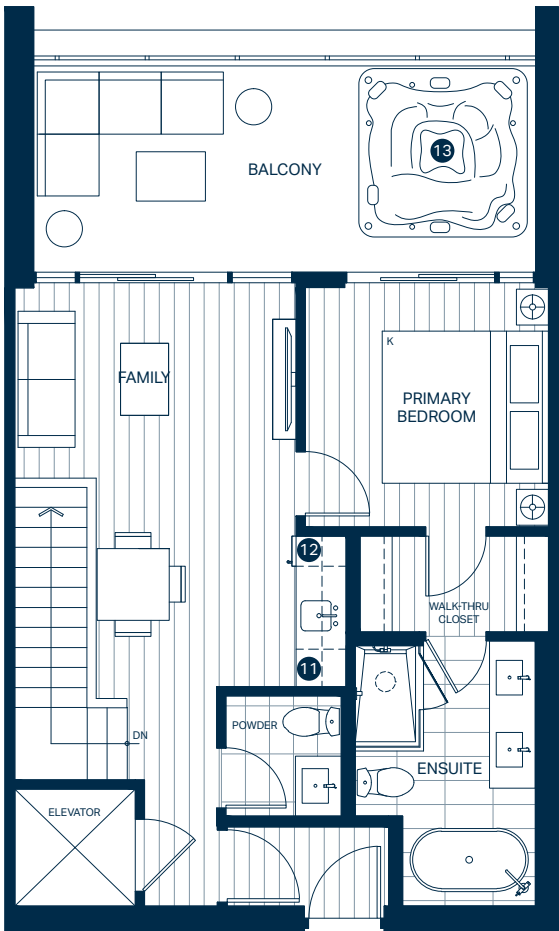 13
BALCONY
K
FAMILY
PRIMARY
BEDROOM
12
WALK-THRU
CLOSET
11
POWDER
DN
ENSUITE
ELEVATOR